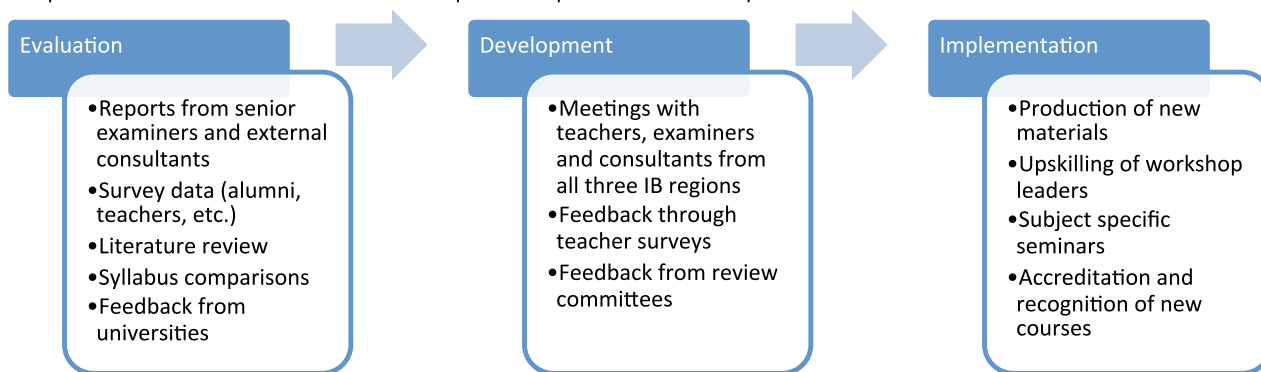 Evaluation
•Reports from senior
examiners and external
consultants
•Survey data (alumni,
teachers, etc.)
•Literature review
•Syllabus comparisons
•Feedback from
universities
Development
•Meetings with
teachers, examiners
and consultants from
all three IB regions
•Feedback through
teacher surveys
•Feedback from review
committees
Implementation
•Production of new
materials
•Upskilling of workshop
leaders
•Subject specific
seminars
•Accreditation and
recognition of new
courses